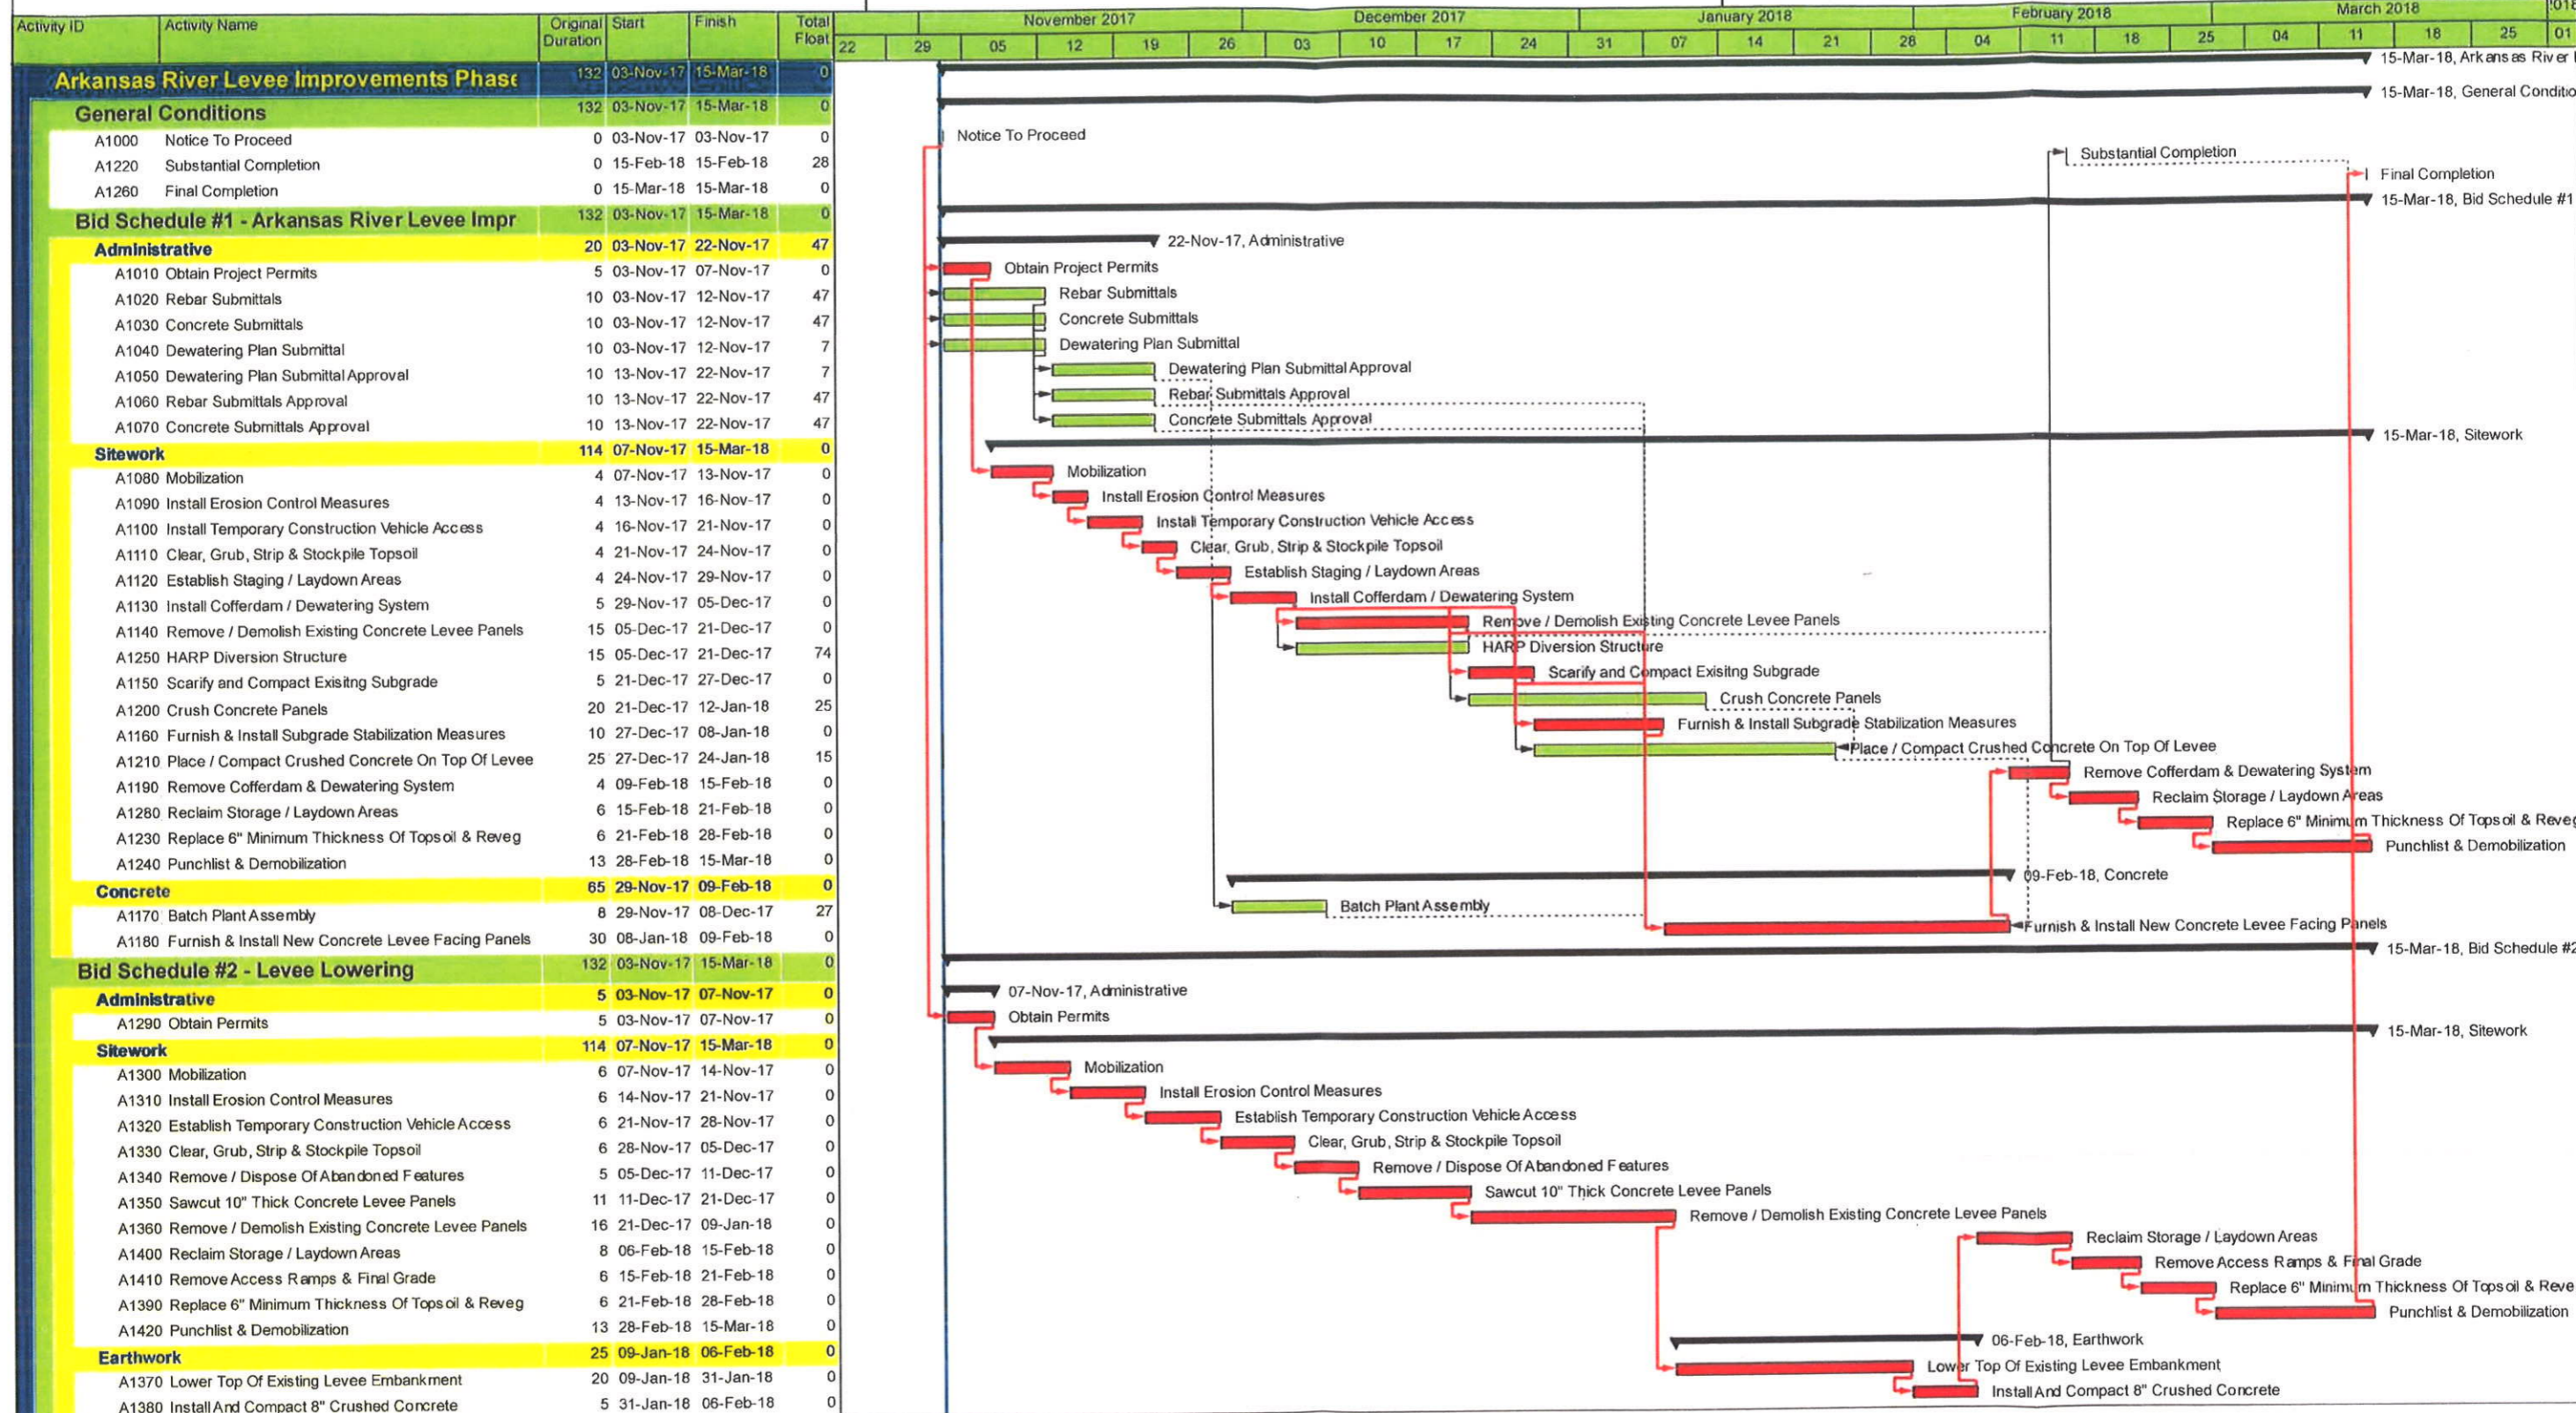 Activity ID Activity Name Original Duration Start Finish Total Float
November 2017 December 2017 January 2018 February 2018 March 2018
22 29 05 12 19 26 03 10 17 24 31 07 14 21 28 04 11 18 25 04 11 18 25 01
Arkansas River Levee Improvements Phase 132 03-Nov-17 15-Mar-18 0 15-Mar-18, Arkansas River
General Conditions 132 03-Nov-17 15-Mar-18 0 15-Mar-18, General Conditio
A1000 Notice To Proceed 0 03-Nov-17 03-Nov-17 0 Notice To Proceed
A1220 Substantial Completion 0 15-Feb-18 15-Feb-18 28 Substantial Completion
A1260 Final Completion 0 15-Mar-18 15-Mar-18 0 Final Completion
Bid Schedule #1 - Arkansas River Levee Impr 132 03-Nov-17 15-Mar-18 0 15-Mar-18, Bid Schedule #1
Administrative 20 03-Nov-17 22-Nov-17 47 22-Nov-17, Administrative
A1010 Obtain Project Permits 5 03-Nov-17 07-Nov-17 0 Obtain Project Permits
A1020 Rebar Submittals 10 03-Nov-17 12-Nov-17 47 Rebar Submittals
A1030 Concrete Submittals 10 03-Nov-17 12-Nov-17 47 Concrete Submittals
A1040 Dewatering Plan Submittal 10 03-Nov-17 12-Nov-17 7 Dewatering Plan Submittal
A1050 Dewatering Plan Submittal Approval 10 13-Nov-17 22-Nov-17 7 Dewatering Plan Submittal Approval
A1060 Rebar Submittals Approval 10 13-Nov-17 22-Nov-17 47 Rebar Submittals Approval
A1070 Concrete Submittals Approval 10 13-Nov-17 22-Nov-17 47 Concrete Submittals Approval
Sitework 114 07-Nov-17 15-Mar-18 0 15-Mar-18, Sitework
A1080 Mobilization 4 07-Nov-17 13-Nov-17 0 Mobilization
A1090 Install Erosion Control Measures 4 13-Nov-17 16-Nov-17 0 Install Erosion Control Measures
A1100 Install Temporary Construction Vehicle Access 4 16-Nov-17 21-Nov-17 0 Install Temporary Construction Vehicle Access
A1110 Clear, Grub, Strip & Stockpile Topsoil 4 21-Nov-17 24-Nov-17 0 Clear, Grub, Strip & Stockpile Topsoil
A1120 Establish Staging / Laydown Areas 4 24-Nov-17 29-Nov-17 0 Establish Staging / Laydown Areas
A1130 Install Cofferdam / Dewatering System 5 29-Nov-17 05-Dec-17 0 Install Cofferdam / Dewatering System
A1140 Remove / Demolish Existing Concrete Levee Panels 15 05-Dec-17 21-Dec-17 0 Remove / Demolish Existing Concrete Levee Panels
A1250 HARP Diversion Structure 15 05-Dec-17 21-Dec-17 74 HARP Diversion Structure
A1150 Scarify and Compact Exisitng Subgrade 5 21-Dec-17 27-Dec-17 0 Scarify and Compact Exisitng Subgrade
A1200 Crush Concrete Panels 20 21-Dec-17 12-Jan-18 25 Crush Concrete Panels
A1160 Furnish & Install Subgrade Stabilization Measures 10 27-Dec-17 08-Jan-18 0 Furnish & Install Subgrade Stabilization Measures
A1210 Place / Compact Crushed Concrete On Top Of Levee 25 27-Dec-17 24-Jan-18 15 Place / Compact Crushed Concrete On Top Of Levee
A1190 Remove Cofferdam & Dewatering System 4 09-Feb-18 15-Feb-18 0 Remove Cofferdam & Dewatering System
A1280 Reclaim Storage / Laydown Areas 6 15-Feb-18 21-Feb-18 0 Reclaim Storage / Laydown Areas
A1230 Replace 6" Minimum Thickness Of Topsoil & Reveg 6 21-Feb-18 28-Feb-18 0 Replace 6" Minimum Thickness Of Topsoil & Reveg
A1240 Punchlist & Demobilization 13 28-Feb-18 15-Mar-18 0 Punchlist & Demobilization
Concrete 65 29-Nov-17 09-Feb-18 0 09-Feb-18, Concrete
A1170 Batch Plant Assembly 8 29-Nov-17 08-Dec-17 27 Batch Plant Assembly
A1180 Furnish & Install New Concrete Levee Facing Panels 30 08-Jan-18 09-Feb-18 0 Furnish & Install New Concrete Levee Facing Panels
Bid Schedule #2 - Levee Lowering 132 03-Nov-17 15-Mar-18 0 15-Mar-18, Bid Schedule #2
Administrative 5 03-Nov-17 07-Nov-17 0 07-Nov-17, Administrative
A1290 Obtain Permits 5 03-Nov-17 07-Nov-17 0 Obtain Permits
Sitework 114 07-Nov-17 15-Mar-18 0 15-Mar-18, Sitework
A1300 Mobilization 6 07-Nov-17 14-Nov-17 0 Mobilization
A1310 Install Erosion Control Measures 6 14-Nov-17 21-Nov-17 0 Install Erosion Control Measures
A1320 Establish Temporary Construction Vehicle Access 6 21-Nov-17 28-Nov-17 0 Establish Temporary Construction Vehicle Access
A1330 Clear, Grub, Strip & Stockpile Topsoil 6 28-Nov-17 05-Dec-17 0 Clear, Grub, Strip & Stockpile Topsoil
A1340 Remove / Dispose Of Abandoned Features 5 05-Dec-17 11-Dec-17 0 Remove / Dispose Of Abandoned Features
A1350 Sawcut 10" Thick Concrete Levee Panels 11 11-Dec-17 21-Dec-17 0 Sawcut 10" Thick Concrete Levee Panels
A1360 Remove / Demolish Existing Concrete Levee Panels 16 21-Dec-17 09-Jan-18 0 Remove / Demolish Existing Concrete Levee Panels
A1400 Reclaim Storage / Laydown Areas 8 06-Feb-18 15-Feb-18 0 Reclaim Storage / Laydown Areas
A1410 Remove Access Ramps & Final Grade 6 15-Feb-18 21-Feb-18 0 Remove Access Ramps & Final Grade
A1390 Replace 6" Minimum Thickness Of Topsoil & Reveg 6 21-Feb-18 28-Feb-18 0 Replace 6" Minimum Thickness Of Topsoil & Reve
A1420 Punchlist & Demobilization 13 28-Feb-18 15-Mar-18 0 Punchlist & Demobilization
Earthwork 25 09-Jan-18 06-Feb-18 0 06-Feb-18, Earthwork
A1370 Lower Top Of Existing Levee Embankment 20 09-Jan-18 31-Jan-18 0 Lower Top Of Existing Levee Embankment
A1380 Install And Compact 8" Crushed Concrete 5 31-Jan-18 06-Feb-18 0 Install And Compact 8" Crushed Concrete